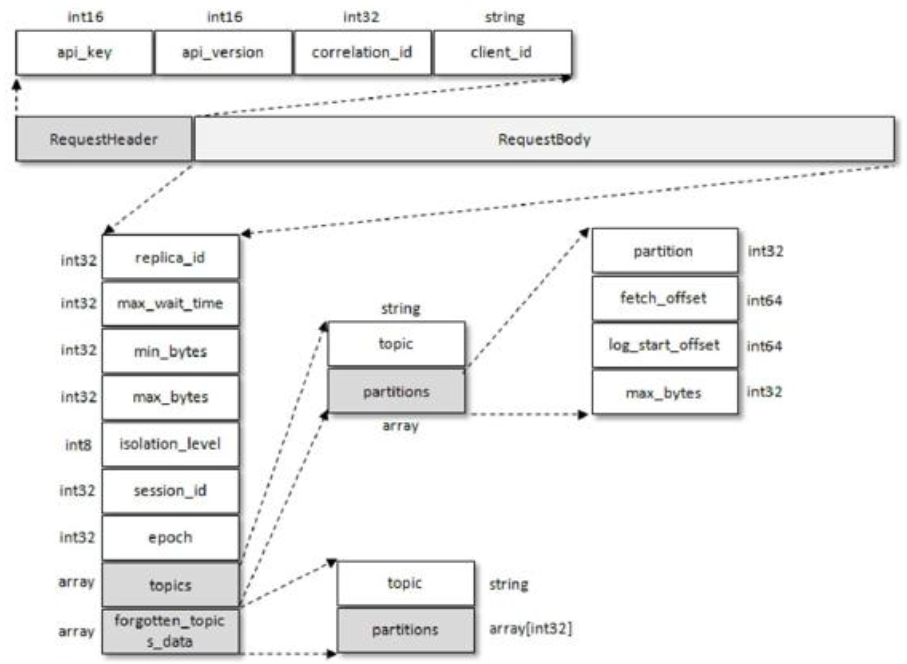 int16 int16 int32 string
api_key api_version correlation_id client_id
RequestHeader RequestBody
int32 replica_id
int32 max_wait_time
int32 min_bytes
int32 max_bytes
int8 isolation_level
int32 session_id
int32 epoch
array topics
array forgotten_topic
s_data
string
topic
partitions
array
partition int32
fetch_offset int64
log_start_offset int64
max_bytes int32
topic string
partitions array[int32]